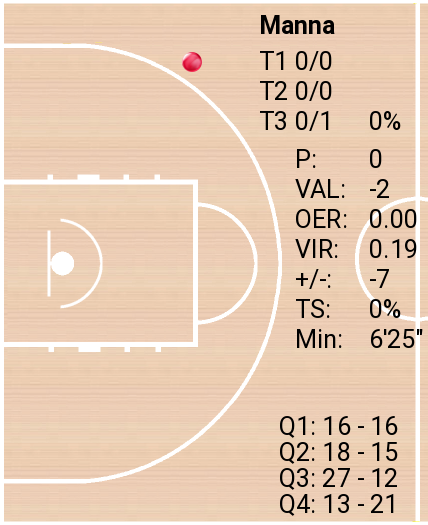 Manna
T1 0/0
T2 0/0
T3 0/1 0%
P: 0
VAL: -2
OER: 0.00
VIR: 0.19
+/-: -7
TS: 0%
Min: 6'25"
Q1: 16 - 16
Q2: 18 - 15
Q3: 27 - 12
Q4: 13 - 21